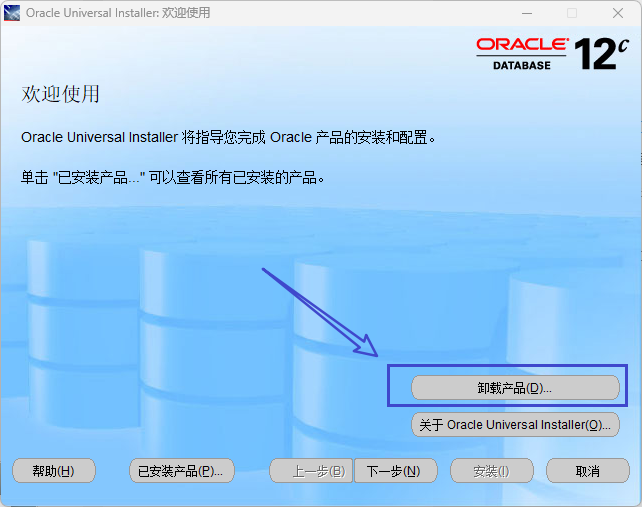 Oracle Universal Installer: 欢迎使用
ORACLE
DATABASE
12c
欢迎使用
Oracle Universal Installer 将指导您完成 Oracle 产品的安装和配置。
单击 "已安装产品..." 可以查看所有已安装的产品。
卸载产品(D)...
关于 Oracle Universal Installer(O)...
帮助(H)
已安装产品(P)...
上一步(B)
下一步(N)
安装(I)
取消